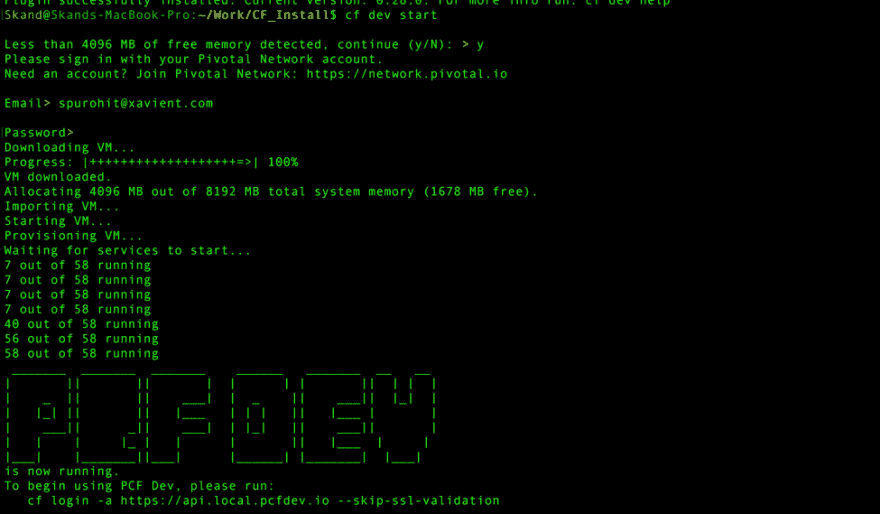 Plugin successfully installed. Current version: 0.28.0. For more info run: cf dev help
Skand@Skands-MacBook-Pro:~/Work/CF_Install$ cf dev start
Less than 4096 MB of free memory detected, continue (y/N): > y
Please sign in with your Pivotal Network account.
Need an account? Join Pivotal Network: https://network.pivotal.io
Email> spurohit@xavient.com
Password>
Downloading VM...
Progress: |++++++++++++++++++++=>| 100%
VM downloaded.
Allocating 4096 MB out of 8192 MB total system memory (1678 MB free).
Importing VM...
Starting VM...
Provisioning VM...
Waiting for services to start...
7 out of 58 running
7 out of 58 running
7 out of 58 running
7 out of 58 running
40 out of 58 running
56 out of 58 running
58 out of 58 running
PCF DEV
is now running.
To begin using PCF Dev, please run:
cf login -a https://api.local.pcfdev.io --skip-ssl-validation